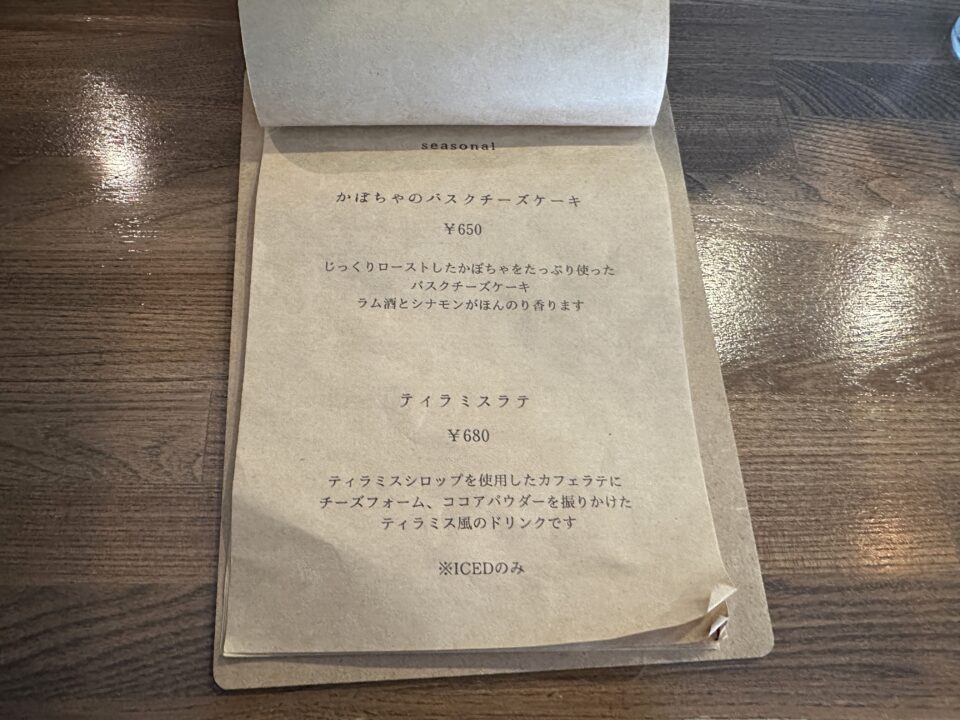 seasonal
かぼちゃのバスクチーズケーキ
￥650
じっくりローストしたかぼちゃをたっぷり使った
バスクチーズケーキ
ラム酒とシナモンがほんのり香ります
ティラミスラテ
￥680
ティラミスシロップを使用したカフェラテに
チーズフォーム、ココアパウダーを振りかけた
ティラミス風のドリンクです
※ICEDのみ